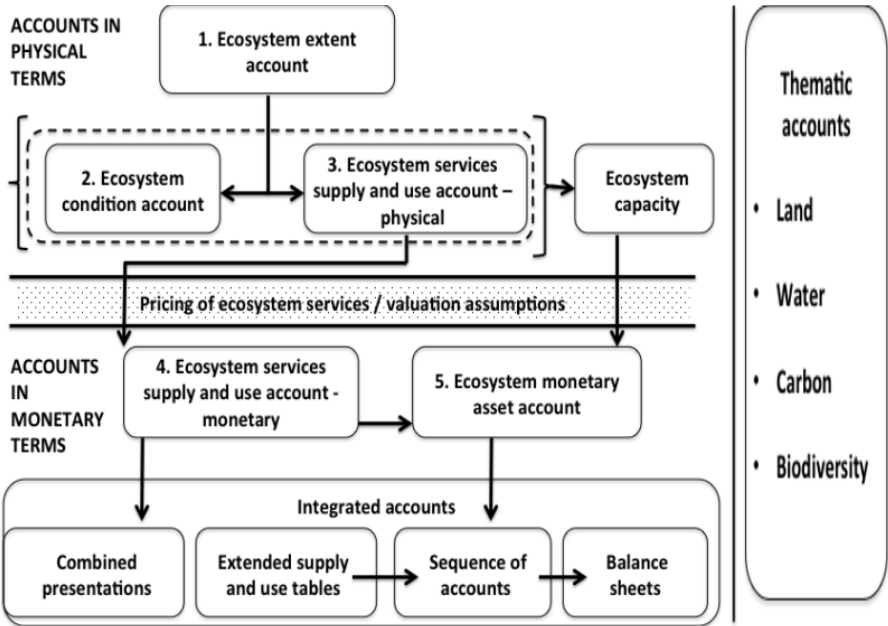 ACCOUNTS IN
PHYSICAL
TERMS
1. Ecosystem extent
account
2. Ecosystem
condition account
3. Ecosystem services
supply and use account –
physical
Ecosystem
capacity
Pricing of ecosystem services / valuation assumptions
ACCOUNTS
IN
MONETARY
TERMS
4. Ecosystem services
supply and use account -
monetary
5. Ecosystem monetary
asset account
Integrated accounts
Combined
presentations
Extended supply
and use tables
Sequence of
accounts
Balance
sheets
Thematic
accounts
• Land
• Water
• Carbon
• Biodiversity